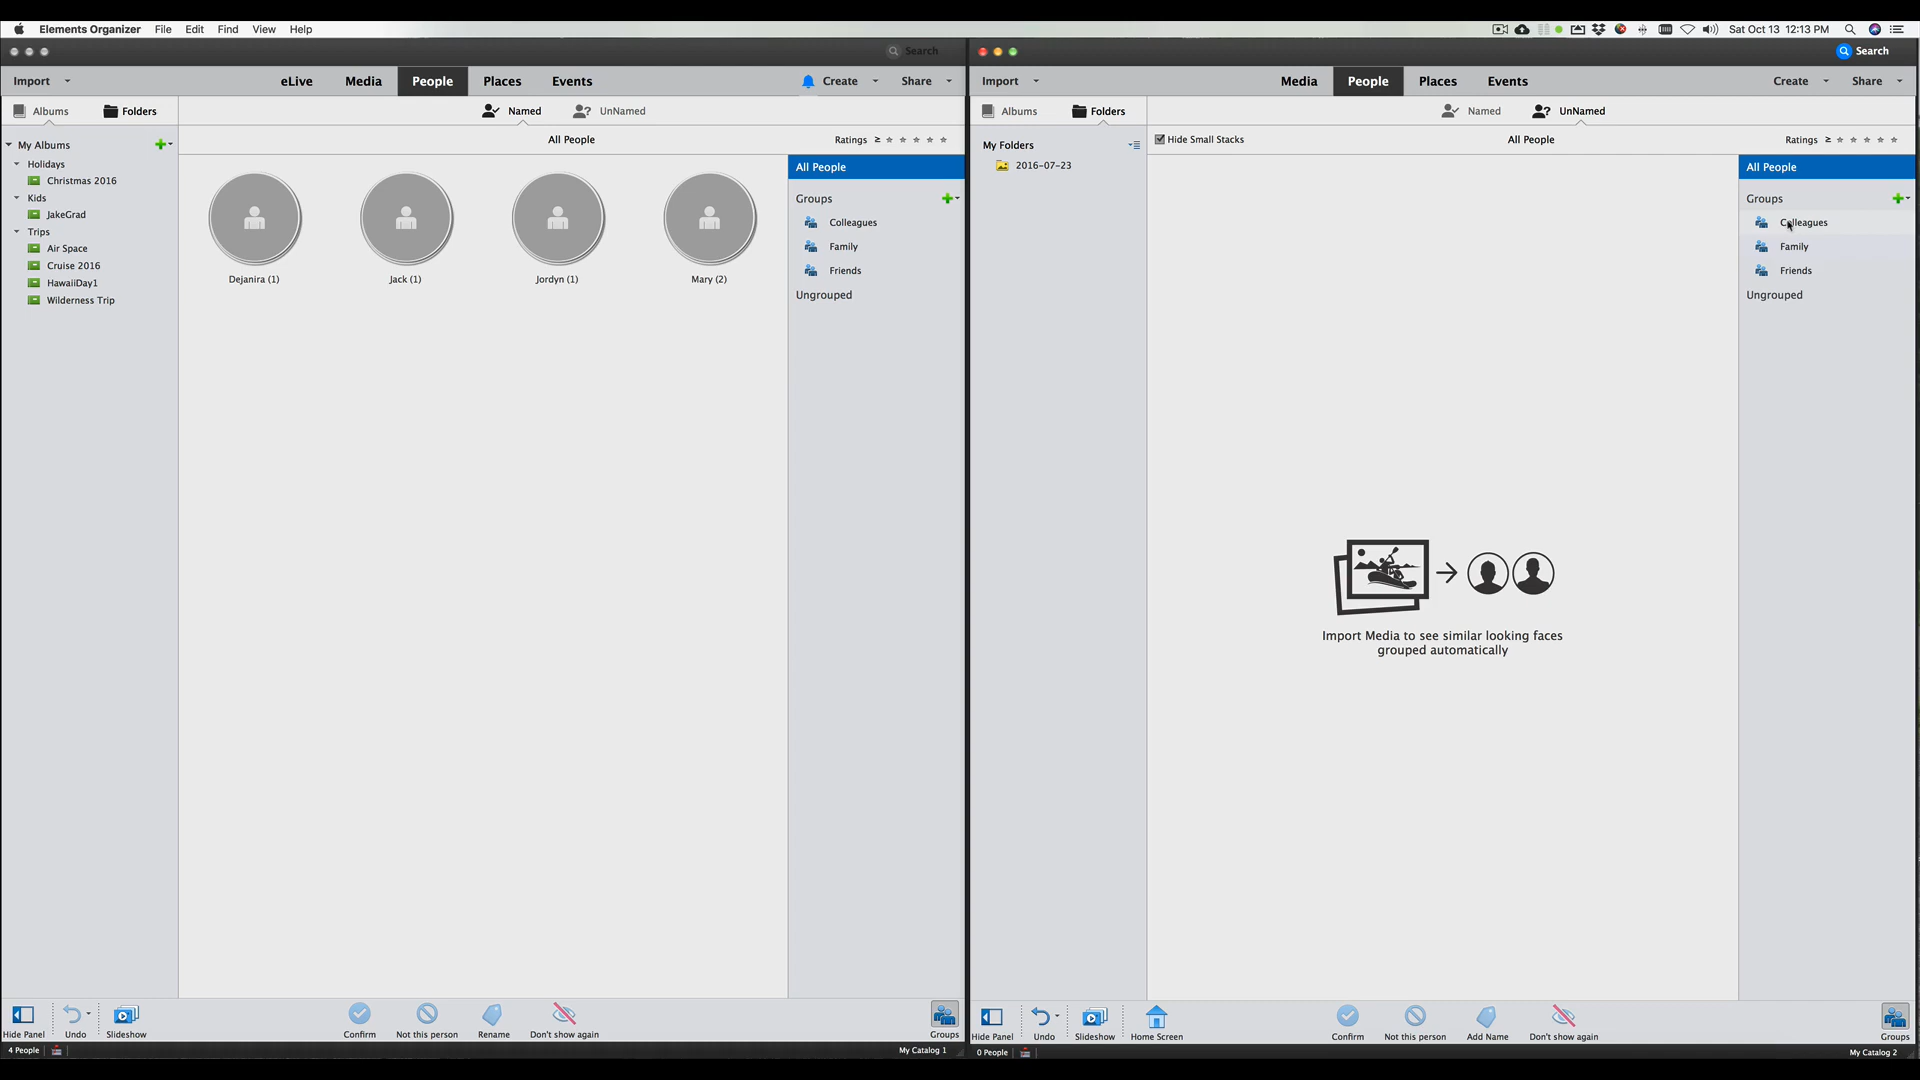 Elements Organizer File Edit Find View Help Sat Oct 13 12:13 PM
Search
Import eLive Media People Places Events Create Share
Albums Folders Named UnNamed
All People Ratings ≥
My Albums
Holidays
Christmas 2016
Kids
JakeGrad
Trips
Air Space
Cruise 2016
HawaiiDay1
Wilderness Trip
Dejanira (1) Jack (1) Jordyn (1) Mary (2)
All People
Groups
Colleagues
Family
Friends
Ungrouped
Hide Panel Undo Slideshow Confirm Not this person Rename Don't show again Groups
4 People My Catalog 1
Search
Import Media People Places Events Create Share
Albums Folders Named UnNamed
Hide Small Stacks All People Ratings ≥
My Folders
2016-07-23
Import Media to see similar looking faces
grouped automatically
All People
Groups
Colleagues
Family
Friends
Ungrouped
Hide Panel Undo Slideshow Home Screen Confirm Not this person Add Name Don't show again Groups
0 People My Catalog 2